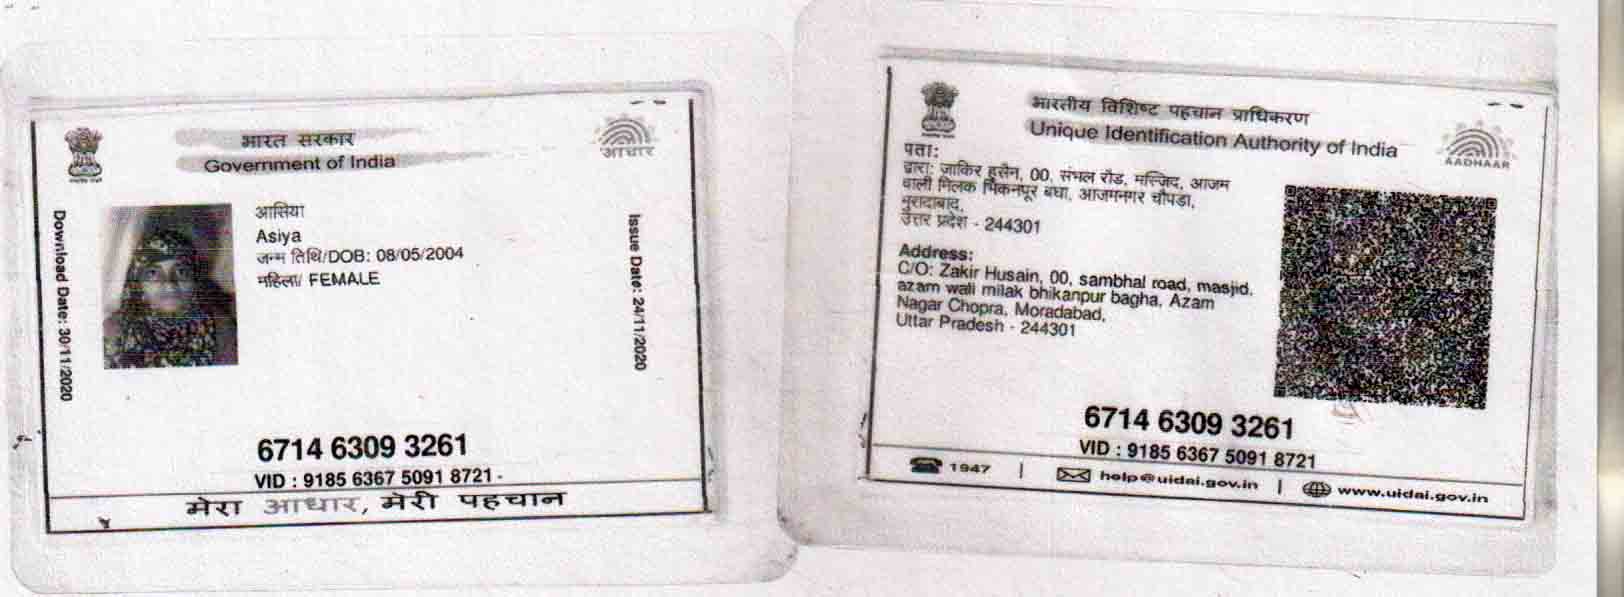 भारत सरकार
Government of India
आधार
Download Date: 30/11/2020
आसिया
Asiya
जन्म तिथि/DOB: 08/05/2004
महिला/ FEMALE
Issue Date: 24/11/2020
6714 6309 3261
VID : 9185 6367 5091 8721
मेरा आधार, मेरी पहचान
भारतीय विशिष्ट पहचान प्राधिकरण
Unique Identification Authority of India
AADHAAR
पता:
द्वारा: जाकिर हुसैन, 00, संभल रौड, मस्जिद, आजम
वाली मिलक भिकनपूर बघा, आजमनगर चौपडा,
मुरादाबाद,
उत्तर प्रदेश - 244301
Address:
C/O: Zakir Husain, 00, sambhal road, masjid,
azam wali milak bhikanpur bagha, Azam
Nagar Chopra, Moradabad,
Uttar Pradesh - 244301
6714 6309 3261
VID : 9185 6367 5091 8721
1947 | help@uidai.gov.in | www.uidai.gov.in